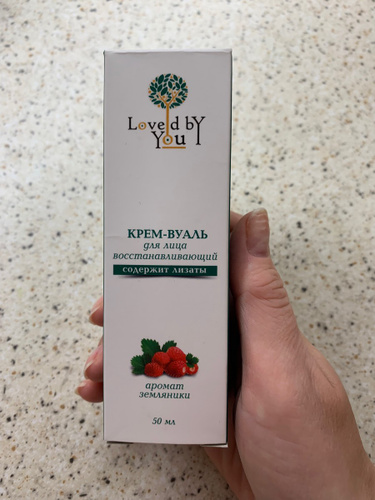 Loved bY
You
КРЕМ-ВУАЛЬ
для лица
восстанавливающий
содержит лизаты
аромат
земляники
50 мл